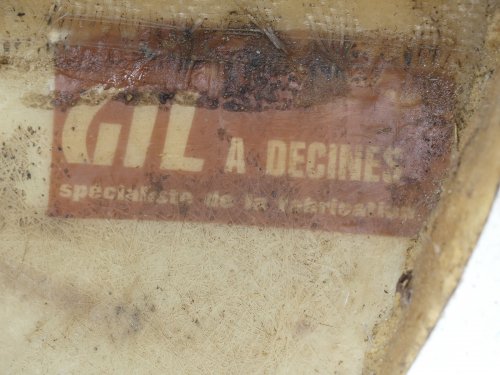 GIL A DECINES
spécialiste de la fabrication